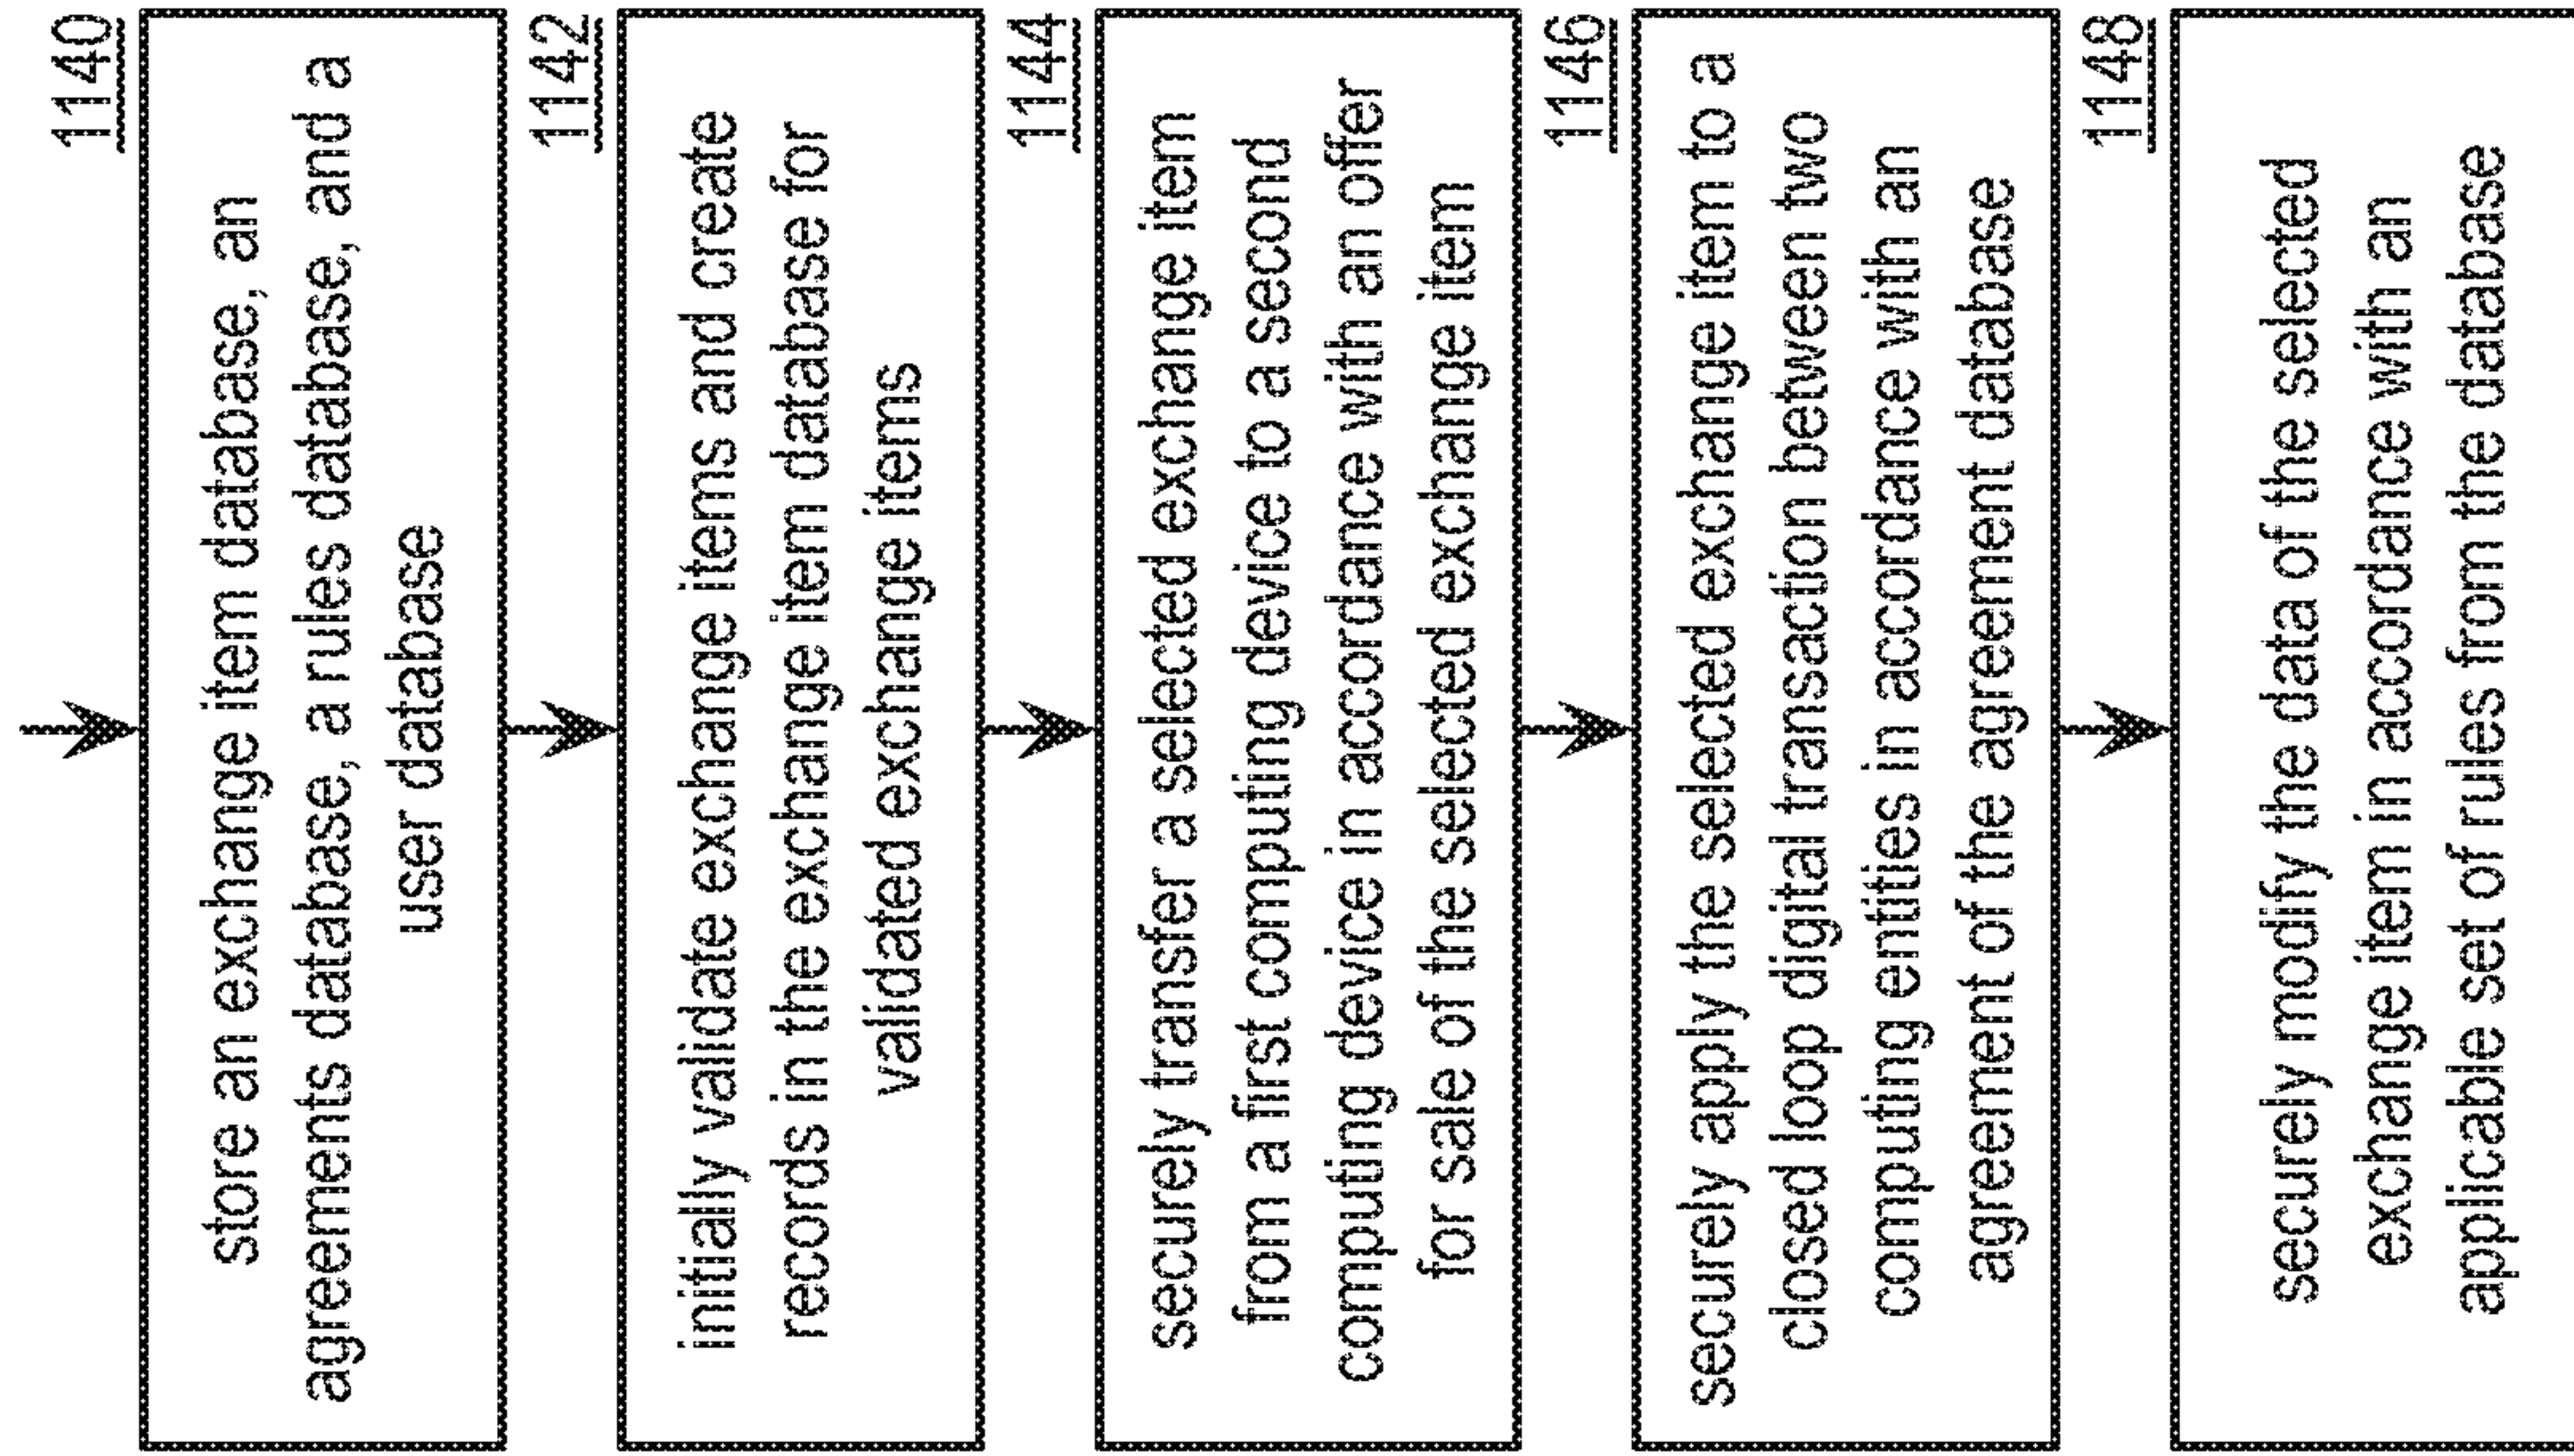 1140
store an exchange item database, an
agreements database, a rules database, and a
user database
1142
initially validate exchange items and create
records in the exchange item database for
validated exchange items
1144
securely transfer a selected exchange item
from a first computing device to a second
computing device in accordance with an offer
for sale of the selected exchange item
1146
securely apply the selected exchange item to a
closed loop digital transaction between two
computing entities in accordance with an
agreement of the agreement database
1148
securely modify the data of the selected
exchange item in accordance with an
applicable set of rules from the database